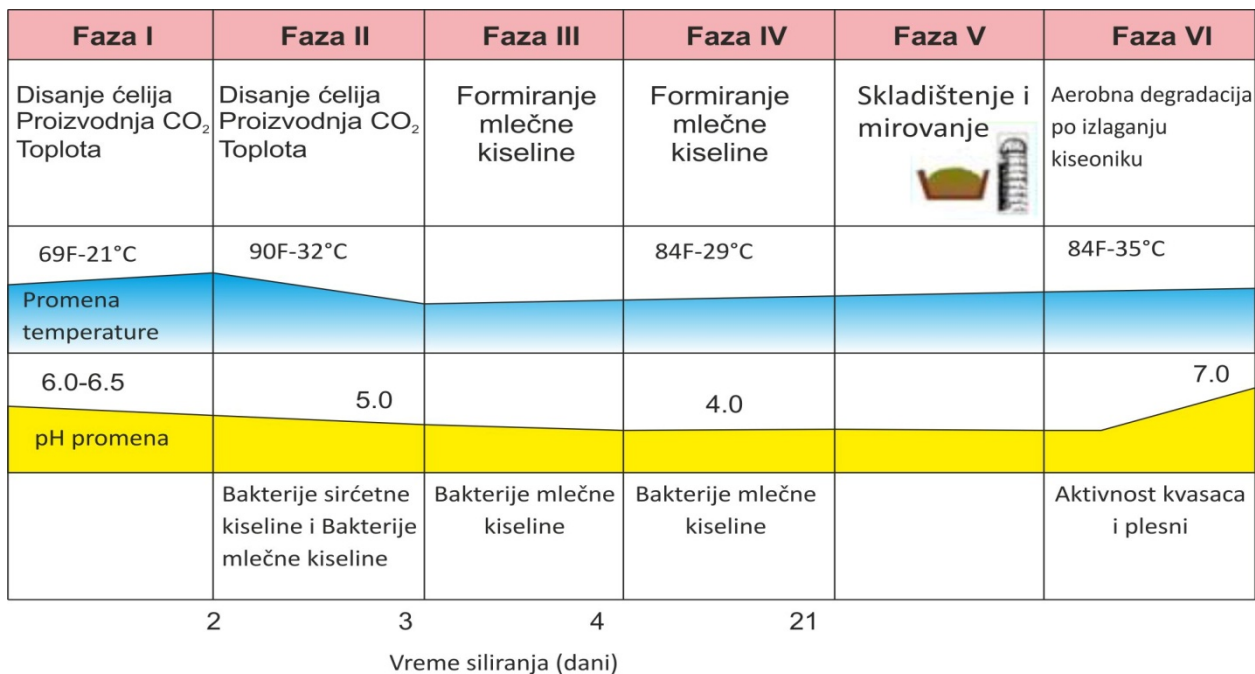 Faza I
Faza II
Faza III
Faza IV
Faza V
Faza VI
Disanje ćelija
Proizvodnja CO₂
Toplota
Disanje ćelija
Proizvodnja CO₂
Toplota
Formiranje
mlečne
kiseline
Formiranje
mlečne
kiseline
Skladištenje i
mirovanje
Aerobna degradacija
po izlaganju
kiseoniku
69F-21°C
90F-32°C
84F-29°C
84F-35°C
Promena
temperature
6.0-6.5
5.0
4.0
7.0
pH promena
Bakterije sirćetne
kiseline i Bakterije
mlečne kiseline
Bakterije mlečne
kiseline
Bakterije mlečne
kiseline
Aktivnost kvasaca
i plesni
2
3
4
21
Vreme siliranja (dani)